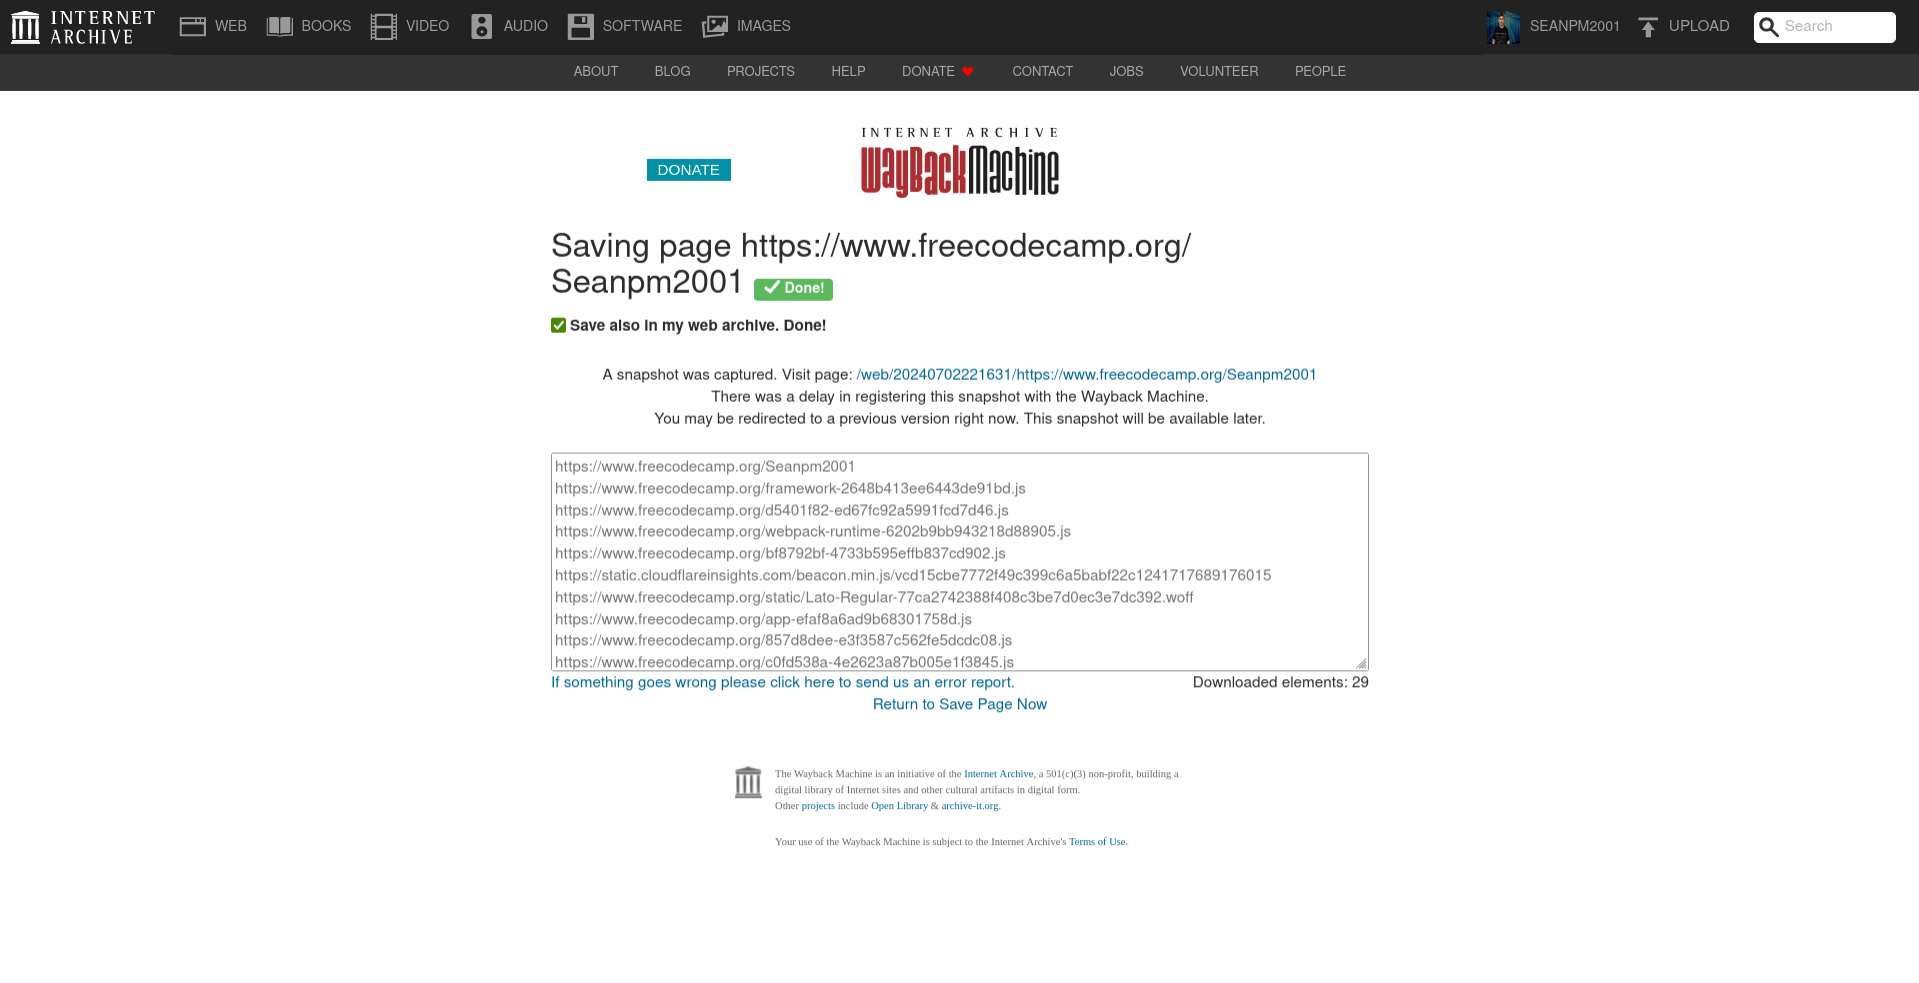 INTERNET ARCHIVE
WEB BOOKS VIDEO AUDIO SOFTWARE IMAGES SEANPM2001 UPLOAD Search
ABOUT BLOG PROJECTS HELP DONATE CONTACT JOBS VOLUNTEER PEOPLE
INTERNET ARCHIVE
DONATE
WayBackMachine
Saving page https://www.freecodecamp.org/
Seanpm2001 Done!
Save also in my web archive. Done!
A snapshot was captured. Visit page: /web/20240702221631/https://www.freecodecamp.org/Seanpm2001
There was a delay in registering this snapshot with the Wayback Machine.
You may be redirected to a previous version right now. This snapshot will be available later.
https://www.freecodecamp.org/Seanpm2001
https://www.freecodecamp.org/framework-2648b413ee6443de91bd.js
https://www.freecodecamp.org/d5401f82-ed67fc92a5991fcd7d46.js
https://www.freecodecamp.org/webpack-runtime-6202b9bb943218d88905.js
https://www.freecodecamp.org/bf8792bf-4733b595effb837cd902.js
https://static.cloudflareinsights.com/beacon.min.js/vcd15cbe7772f49c399c6a5babf22c1241717689176015
https://www.freecodecamp.org/static/Lato-Regular-77ca2742388f408c3be7d0ec3e7dc392.woff
https://www.freecodecamp.org/app-efaf8a6ad9b68301758d.js
https://www.freecodecamp.org/857d8dee-e3f3587c562fe5dcdc08.js
https://www.freecodecamp.org/c0fd538a-4e2623a87b005e1f3845.js
If something goes wrong please click here to send us an error report. Downloaded elements: 29
Return to Save Page Now
The Wayback Machine is an initiative of the Internet Archive, a 501(c)(3) non-profit, building a
digital library of Internet sites and other cultural artifacts in digital form.
Other projects include Open Library & archive-it.org.
Your use of the Wayback Machine is subject to the Internet Archive's Terms of Use.